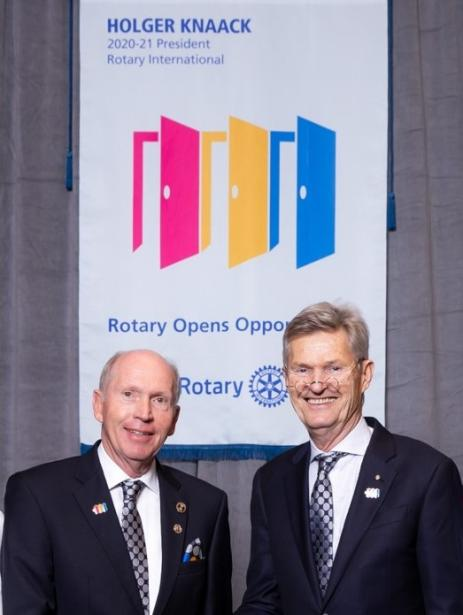 HOLGER KNAACK
2020-21 President
Rotary International
Rotary Opens Oppor
Rotary